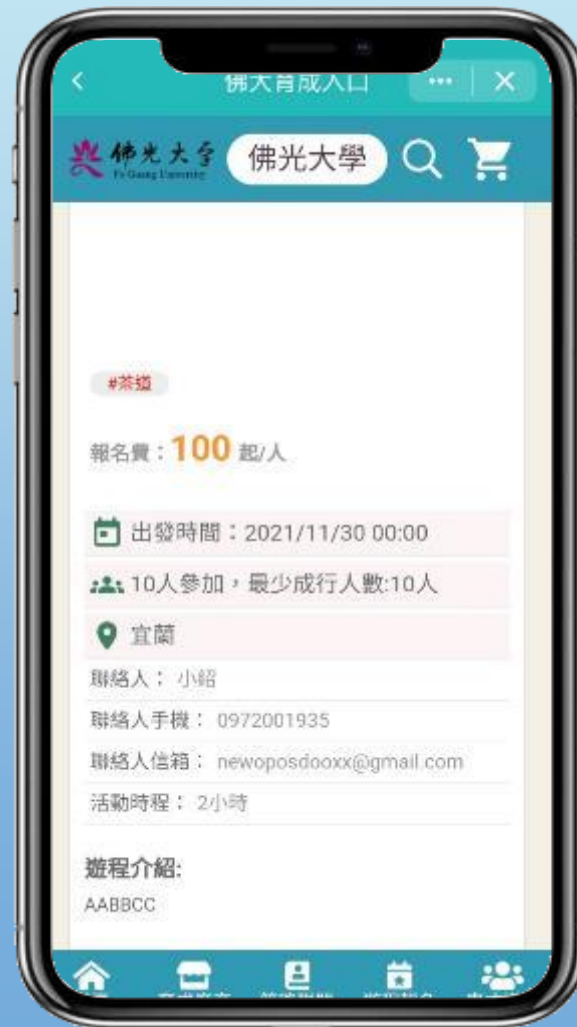 佛大育成入口
佛光大學
Fo Guang University
佛光大學
#茶道
報名費：100 起/人
出發時間：2021/11/30 00:00
10人參加，最少成行人數:10人
宜蘭
聯絡人： 小紹
聯絡人手機： 0972001935
聯絡人信箱： newoposdooxx@gmail.com
活動時程： 2小時
遊程介紹:
AABBCC